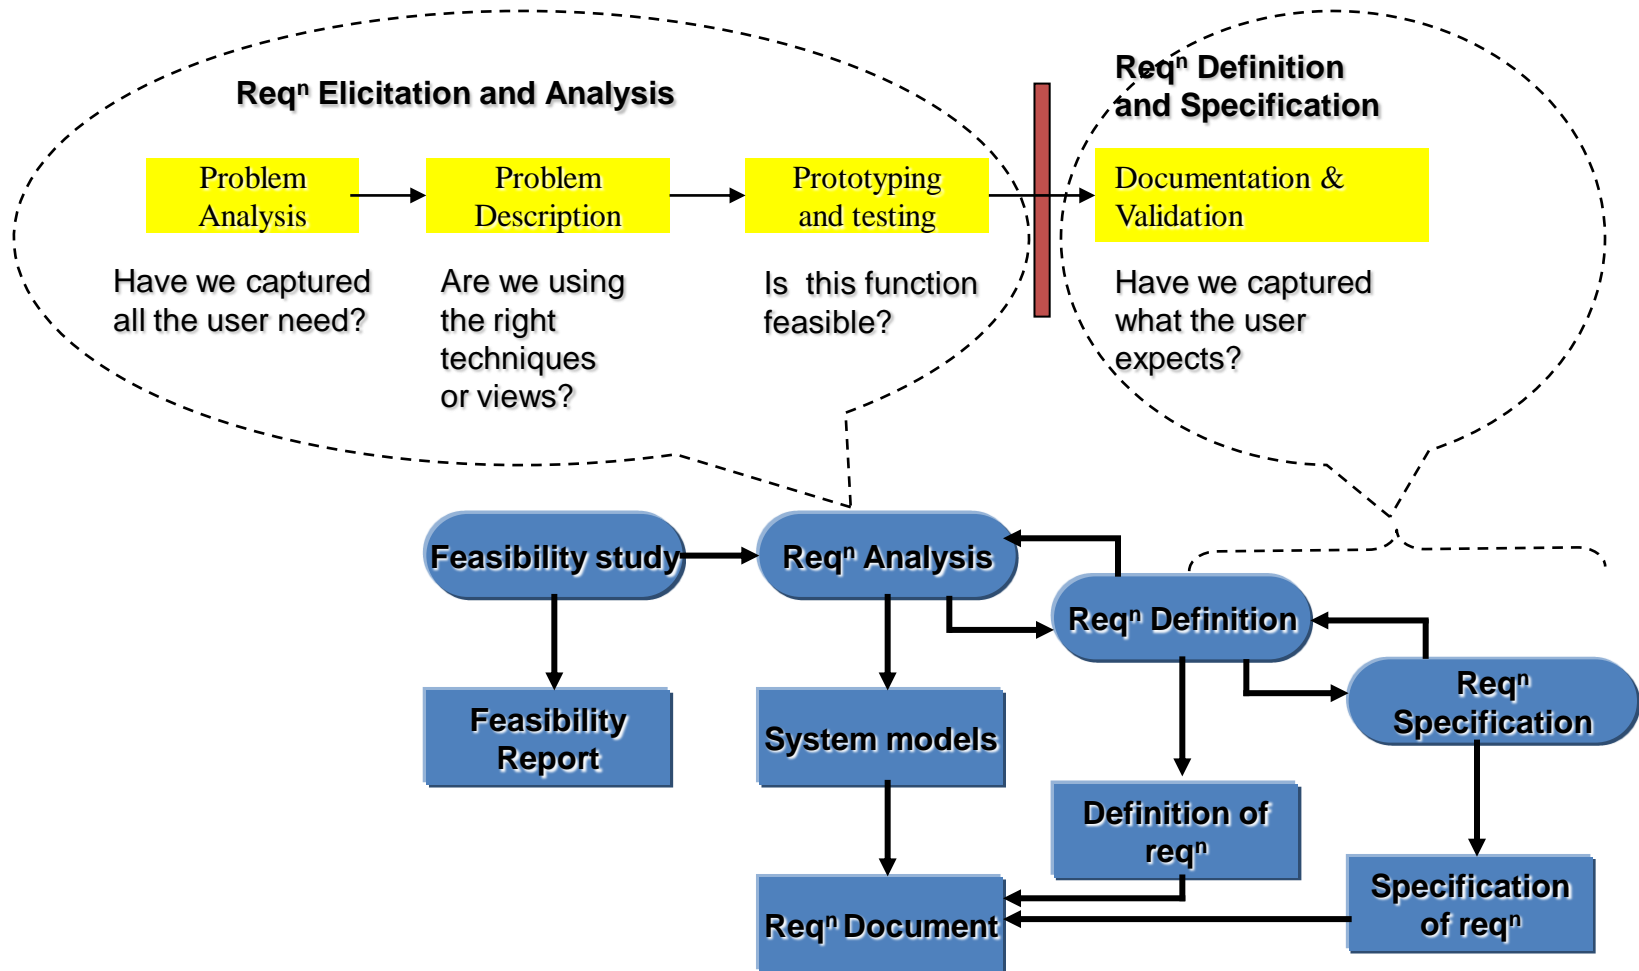 Reqⁿ Elicitation and Analysis
Reqⁿ Definition
and Specification
Problem
Analysis
Problem
Description
Prototyping
and testing
Documentation &
Validation
Have we captured
all the user need?
Are we using
the right
techniques
or views?
Is this function
feasible?
Have we captured
what the user
expects?
Feasibility study
Reqⁿ Analysis
Reqⁿ Definition
Reqⁿ
Specification
Feasibility
Report
System models
Definition of
reqⁿ
Specification
of reqⁿ
Reqⁿ Document